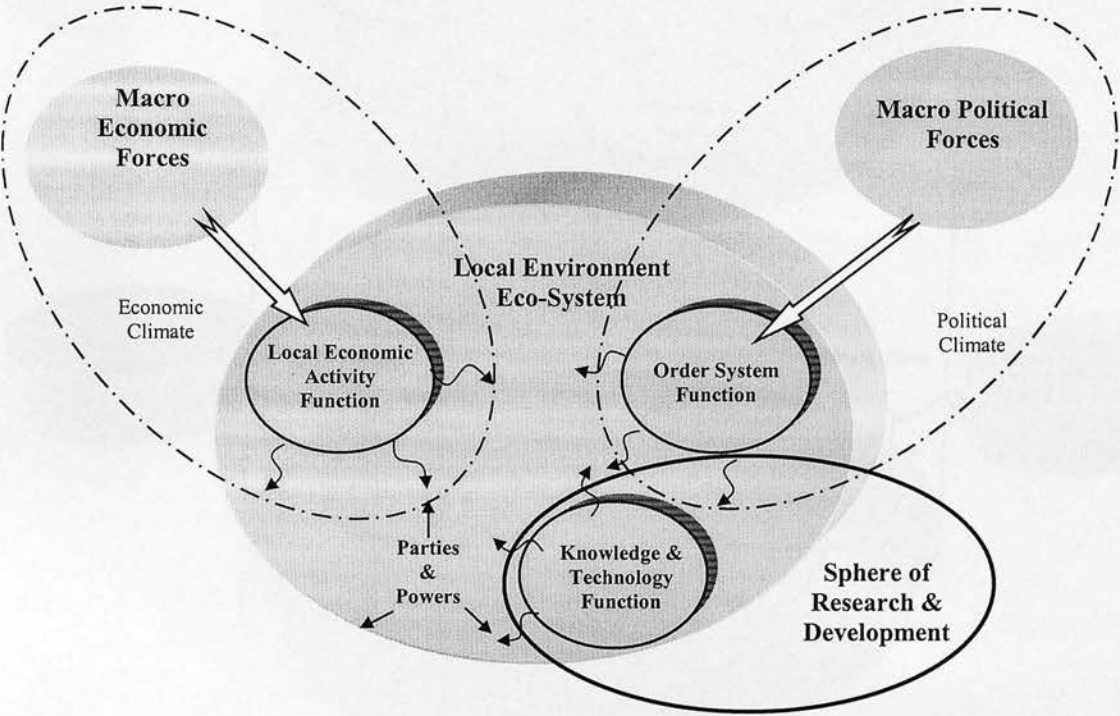 Macro
Economic
Forces
Macro Political
Forces
Local Environment
Eco-System
Economic
Climate
Political
Climate
Local Economic
Activity
Function
Order System
Function
Parties
&
Powers
Knowledge &
Technology
Function
Sphere of
Research &
Development